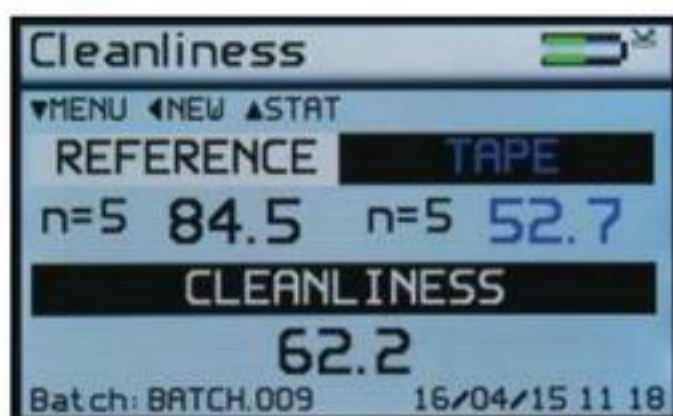 Cleanliness
▼MENU ◀NEW ▲STAT
REFERENCE TAPE
n=5 84.5 n=5 52.7
CLEANLINESS
62.2
Batch: BATCH.009 16/04/15 11 18